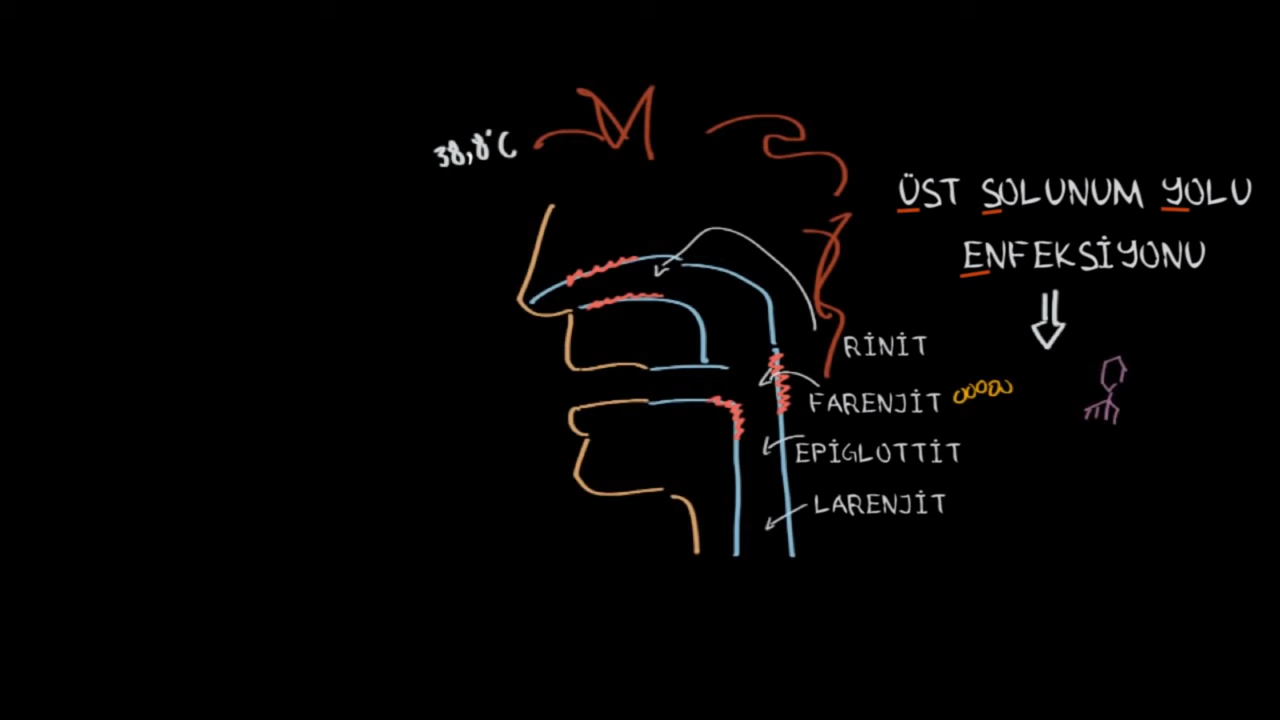 38,8°C
ÜST SOLUNUM YOLU
ENFEKSİYONU
RİNİT
FARENJİT
EPİGLOTTİT
LARENJİT